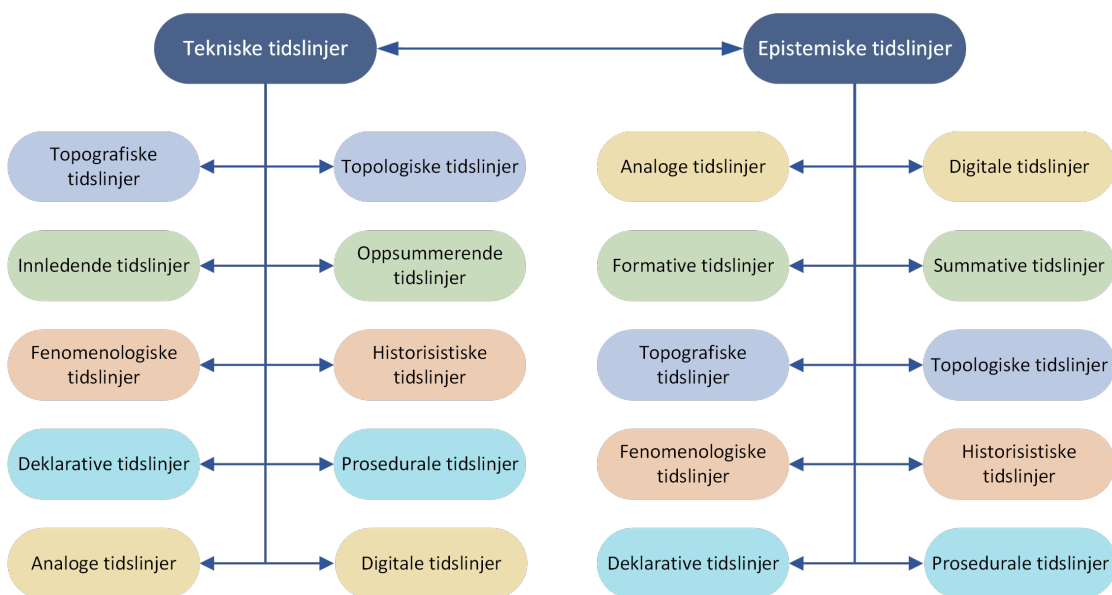 Tekniske tidslinjer
Epistemiske tidslinjer
Topografiske
tidslinjer
Topologiske tidslinjer
Analoge tidslinjer
Digitale tidslinjer
Innledende tidslinjer
Oppsummerende
tidslinjer
Formative tidslinjer
Summative tidslinjer
Fenomenologiske
tidslinjer
Historisistiske
tidslinjer
Topografiske
tidslinjer
Topologiske tidslinjer
Deklarative tidslinjer
Prosedurale tidslinjer
Fenomenologiske
tidslinjer
Historisistiske
tidslinjer
Analoge tidslinjer
Digitale tidslinjer
Deklarative tidslinjer
Prosedurale tidslinjer